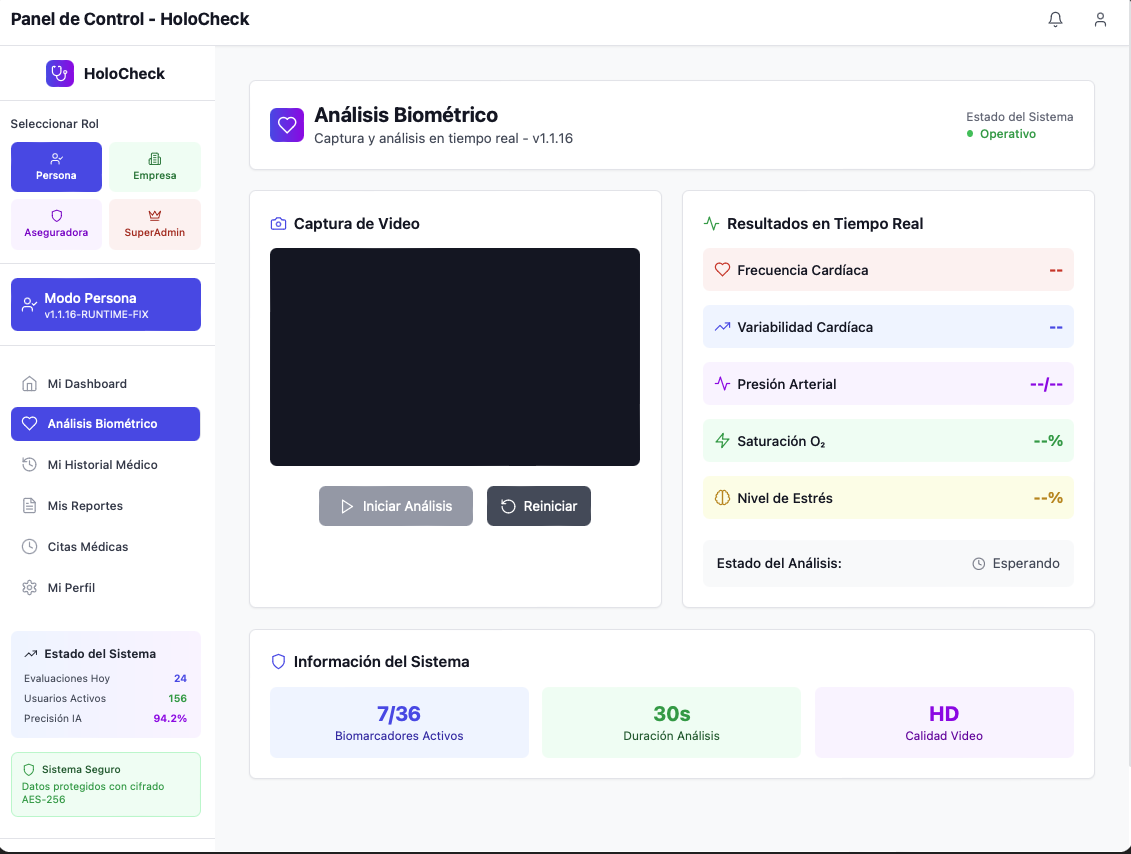 Panel de Control - HoloCheck
HoloCheck
Seleccionar Rol
Persona
Empresa
Aseguradora
SuperAdmin
Modo Persona
v1.1.16-RUNTIME-FIX
Mi Dashboard
Análisis Biométrico
Mi Historial Médico
Mis Reportes
Citas Médicas
Mi Perfil
Estado del Sistema
Evaluaciones Hoy 24
Usuarios Activos 156
Precisión IA 94.2%
Sistema Seguro
Datos protegidos con cifrado
AES-256
Análisis Biométrico
Captura y análisis en tiempo real - v1.1.16
Estado del Sistema
Operativo
Captura de Video
Iniciar Análisis
Reiniciar
Resultados en Tiempo Real
Frecuencia Cardíaca --
Variabilidad Cardíaca --
Presión Arterial --/--
Saturación O₂ --%
Nivel de Estrés --%
Estado del Análisis: Esperando
Información del Sistema
7/36
Biomarcadores Activos
30s
Duración Análisis
HD
Calidad Video